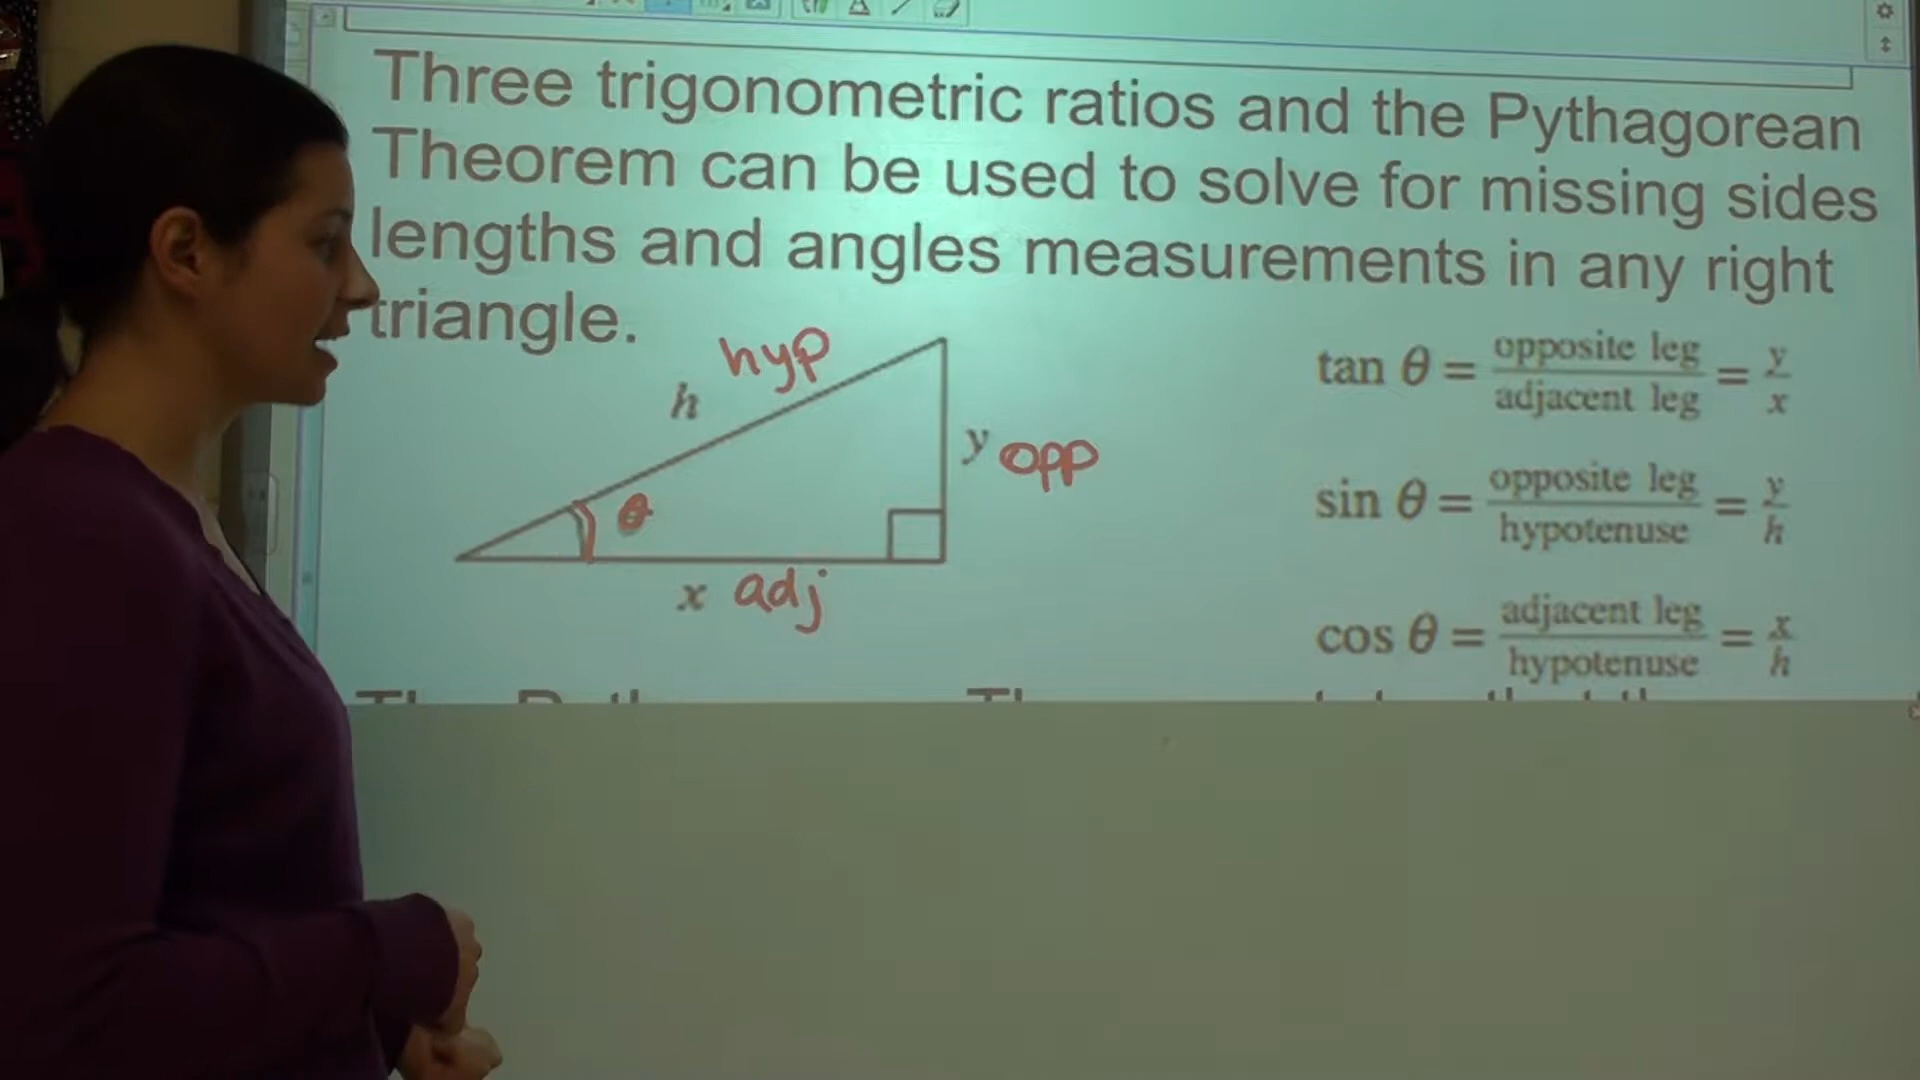 Three trigonometric ratios and the Pythagorean
Theorem can be used to solve for missing sides
lengths and angles measurements in any right
triangle.
hyp
h
y opp
θ
x adj
tan θ = opposite leg / adjacent leg = y / x
sin θ = opposite leg / hypotenuse = y / h
cos θ = adjacent leg / hypotenuse = x / h